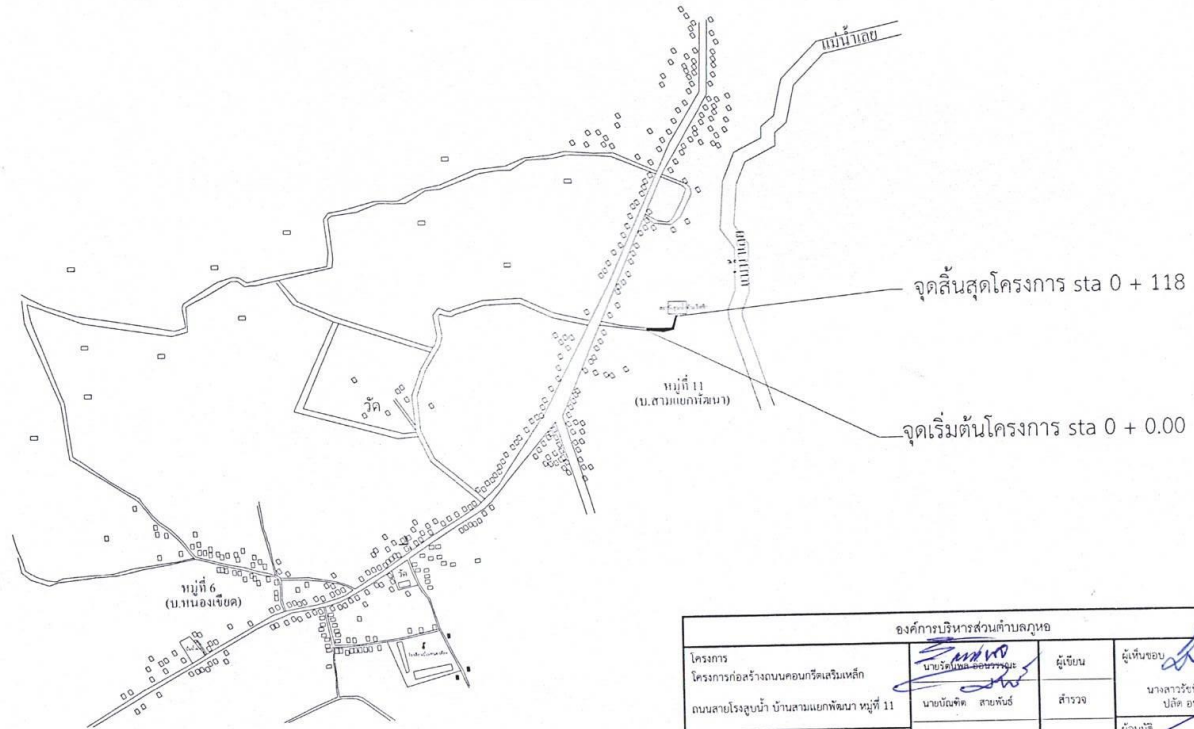 แม่น้ำเลย
แม่น้ำเลย
จุดสิ้นสุดโครงการ sta 0 + 118
หมู่ที่ 11
(บ.สามแยกพัฒนา)
วัด
จุดเริ่มต้นโครงการ sta 0 + 0.00
หมู่ที่ 6
(บ.หนองเขียด)
วัด
องค์การบริหารส่วนตำบลภูหอ
โครงการ
โครงการก่อสร้างถนนคอนกรีตเสริมเหล็ก
ถนนสายโรงสูบน้ำ บ้านสามแยกพัฒนา หมู่ที่ 11
ผู้เขียน
นายบัณฑิต สายพันธ์
สำรวจ
ผู้เห็นชอบ